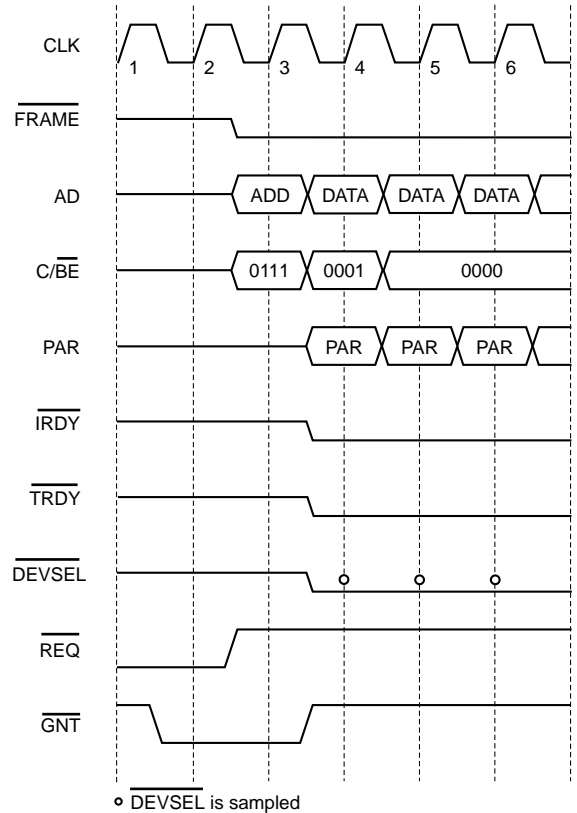 CLK
1 2 3 4 5 6
FRAME
AD ADD DATA DATA DATA
C/BE 0111 0001 0000
PAR PAR PAR PAR
IRDY
TRDY
DEVSEL
REQ
GNT
DEVSEL is sampled